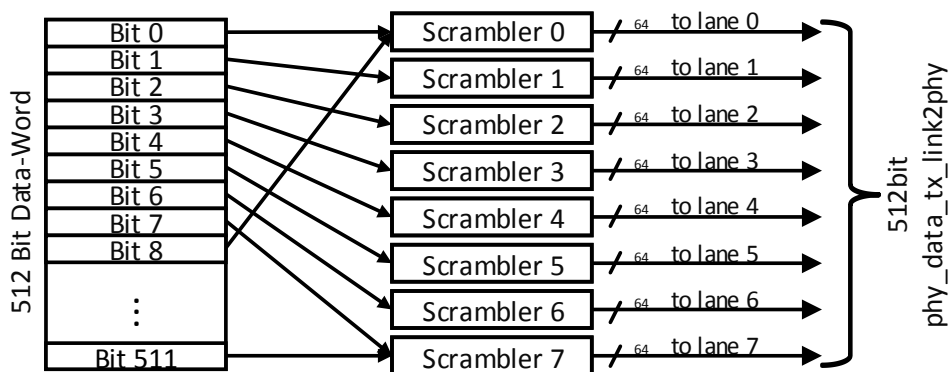 512 Bit Data-Word
Bit 0
Bit 1
Bit 2
Bit 3
Bit 4
Bit 5
Bit 6
Bit 7
Bit 8
⋮
Bit 511
Scrambler 0
Scrambler 1
Scrambler 2
Scrambler 3
Scrambler 4
Scrambler 5
Scrambler 6
Scrambler 7
64 to lane 0
64 to lane 1
64 to lane 2
64 to lane 3
64 to lane 4
64 to lane 5
64 to lane 6
64 to lane 7
512bit
phy_data_tx_link2phy